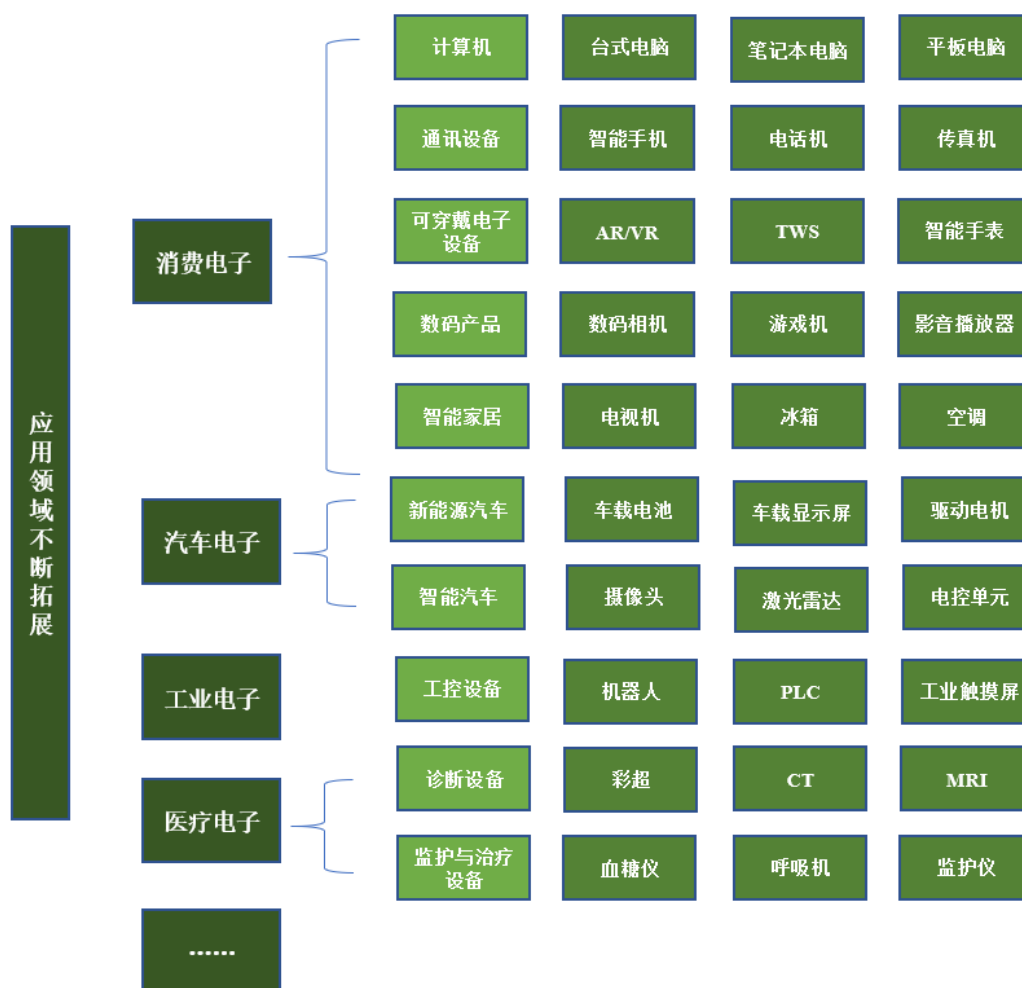 应用领域不断拓展
消费电子
计算机
台式电脑
笔记本电脑
平板电脑
通讯设备
智能手机
电话机
传真机
可穿戴电子
设备
AR/VR
TWS
智能手表
数码产品
数码相机
游戏机
影音播放器
智能家居
电视机
冰箱
空调
汽车电子
新能源汽车
车载电池
车载显示屏
驱动电机
智能汽车
摄像头
激光雷达
电控单元
工业电子
工控设备
机器人
PLC
工业触摸屏
医疗电子
诊断设备
彩超
CT
MRI
监护与治疗
设备
血糖仪
呼吸机
监护仪
……